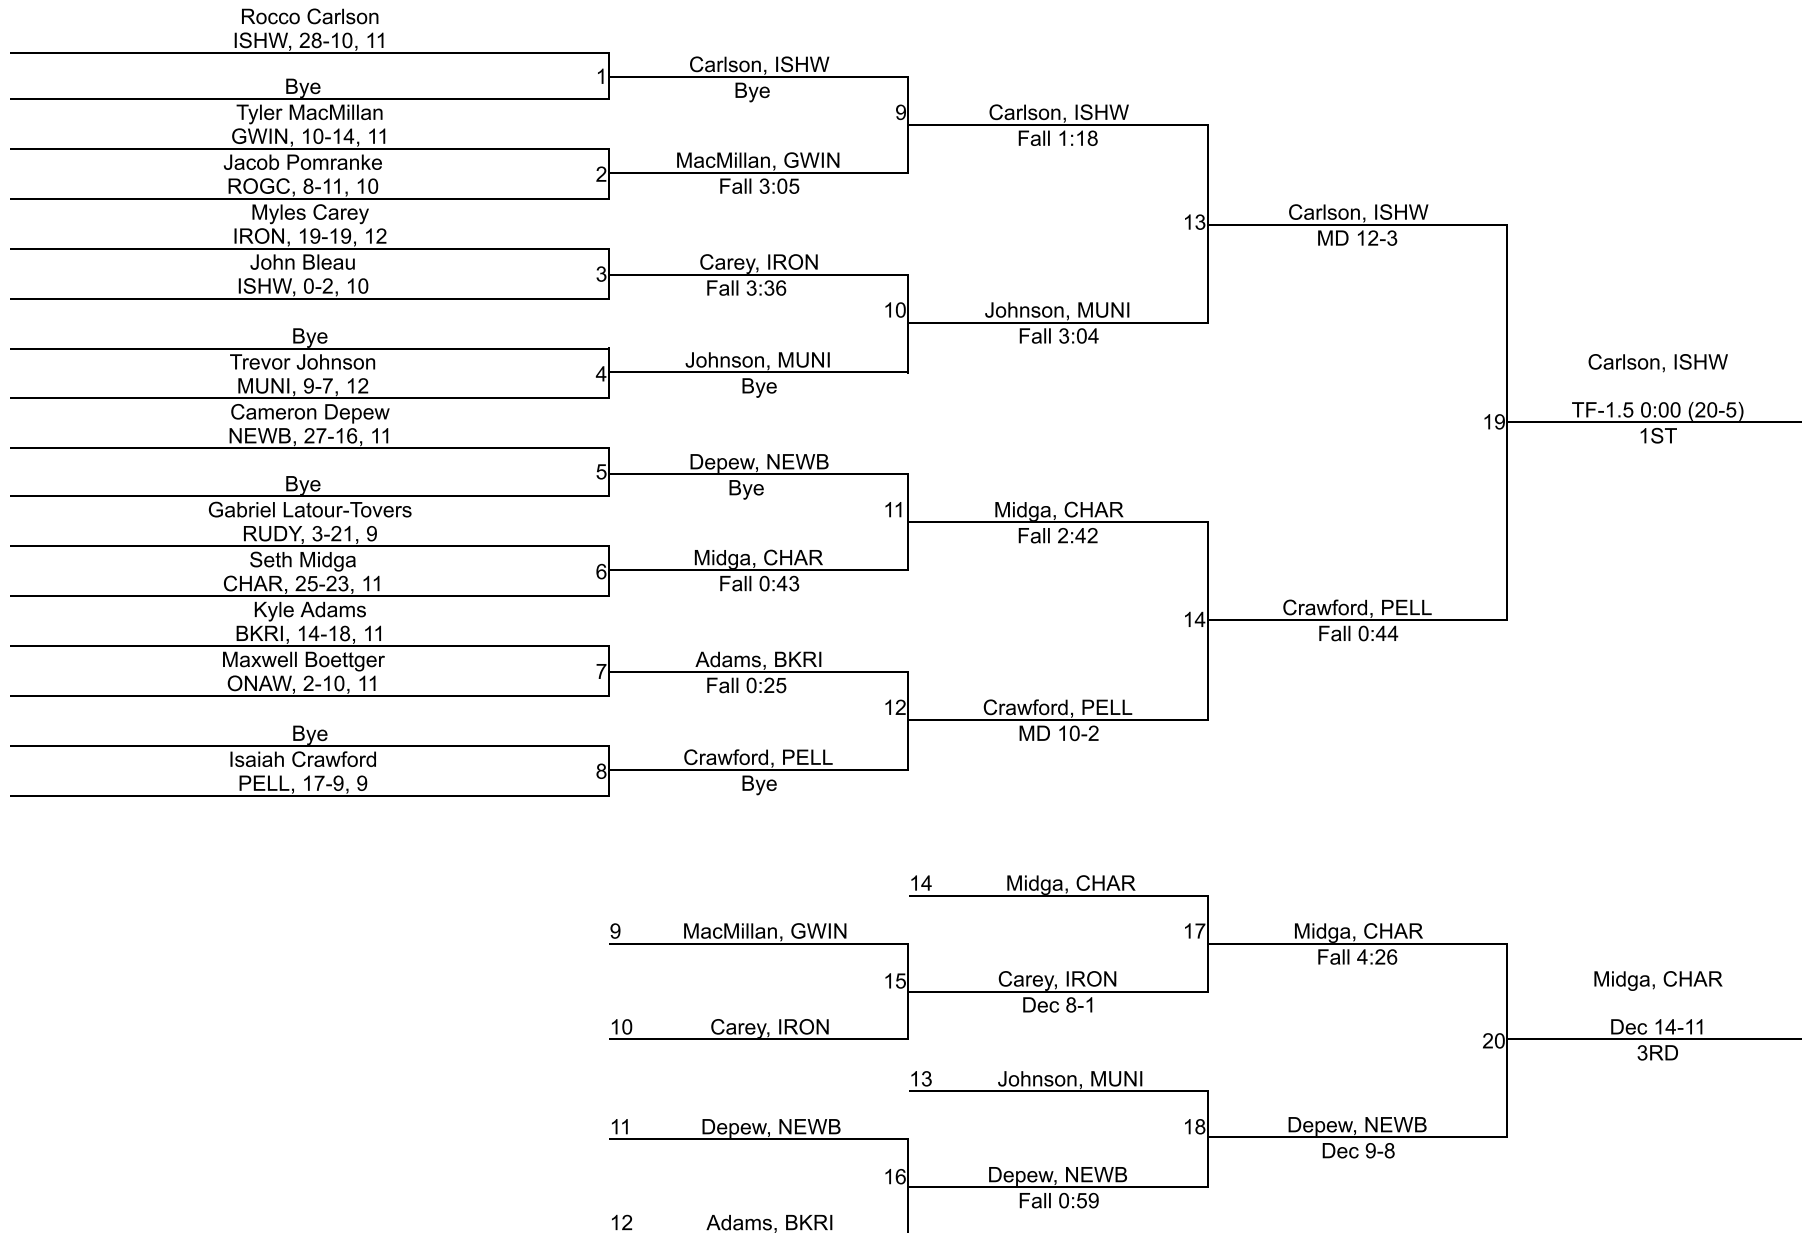 Rocco Carlson
ISHW, 28-10, 11
Bye
Tyler MacMillan
GWIN, 10-14, 11
Jacob Pomranke
ROGC, 8-11, 10
Myles Carey
IRON, 19-19, 12
John Bleau
ISHW, 0-2, 10
Bye
Trevor Johnson
MUNI, 9-7, 12
Cameron Depew
NEWB, 27-16, 11
Bye
Gabriel Latour-Tovers
RUDY, 3-21, 9
Seth Midga
CHAR, 25-23, 11
Kyle Adams
BKRI, 14-18, 11
Maxwell Boettger
ONAW, 2-10, 11
Bye
Isaiah Crawford
PELL, 17-9, 9
1
Carlson, ISHW
Bye
2
MacMillan, GWIN
Fall 3:05
3
Carey, IRON
Fall 3:36
4
Johnson, MUNI
Bye
5
Depew, NEWB
Bye
6
Midga, CHAR
Fall 0:43
7
Adams, BKRI
Fall 0:25
8
Crawford, PELL
Bye
9
Carlson, ISHW
Fall 1:18
10
Johnson, MUNI
Fall 3:04
11
Midga, CHAR
Fall 2:42
12
Crawford, PELL
MD 10-2
13
Carlson, ISHW
MD 12-3
14
Crawford, PELL
Fall 0:44
19
Carlson, ISHW
TF-1.5 0:00 (20-5)
1ST
9 MacMillan, GWIN
10 Carey, IRON
11 Depew, NEWB
12 Adams, BKRI
14 Midga, CHAR
15
Carey, IRON
Dec 8-1
13 Johnson, MUNI
16
Depew, NEWB
Fall 0:59
17
Midga, CHAR
Fall 4:26
18
Depew, NEWB
Dec 9-8
20
Midga, CHAR
Dec 14-11
3RD